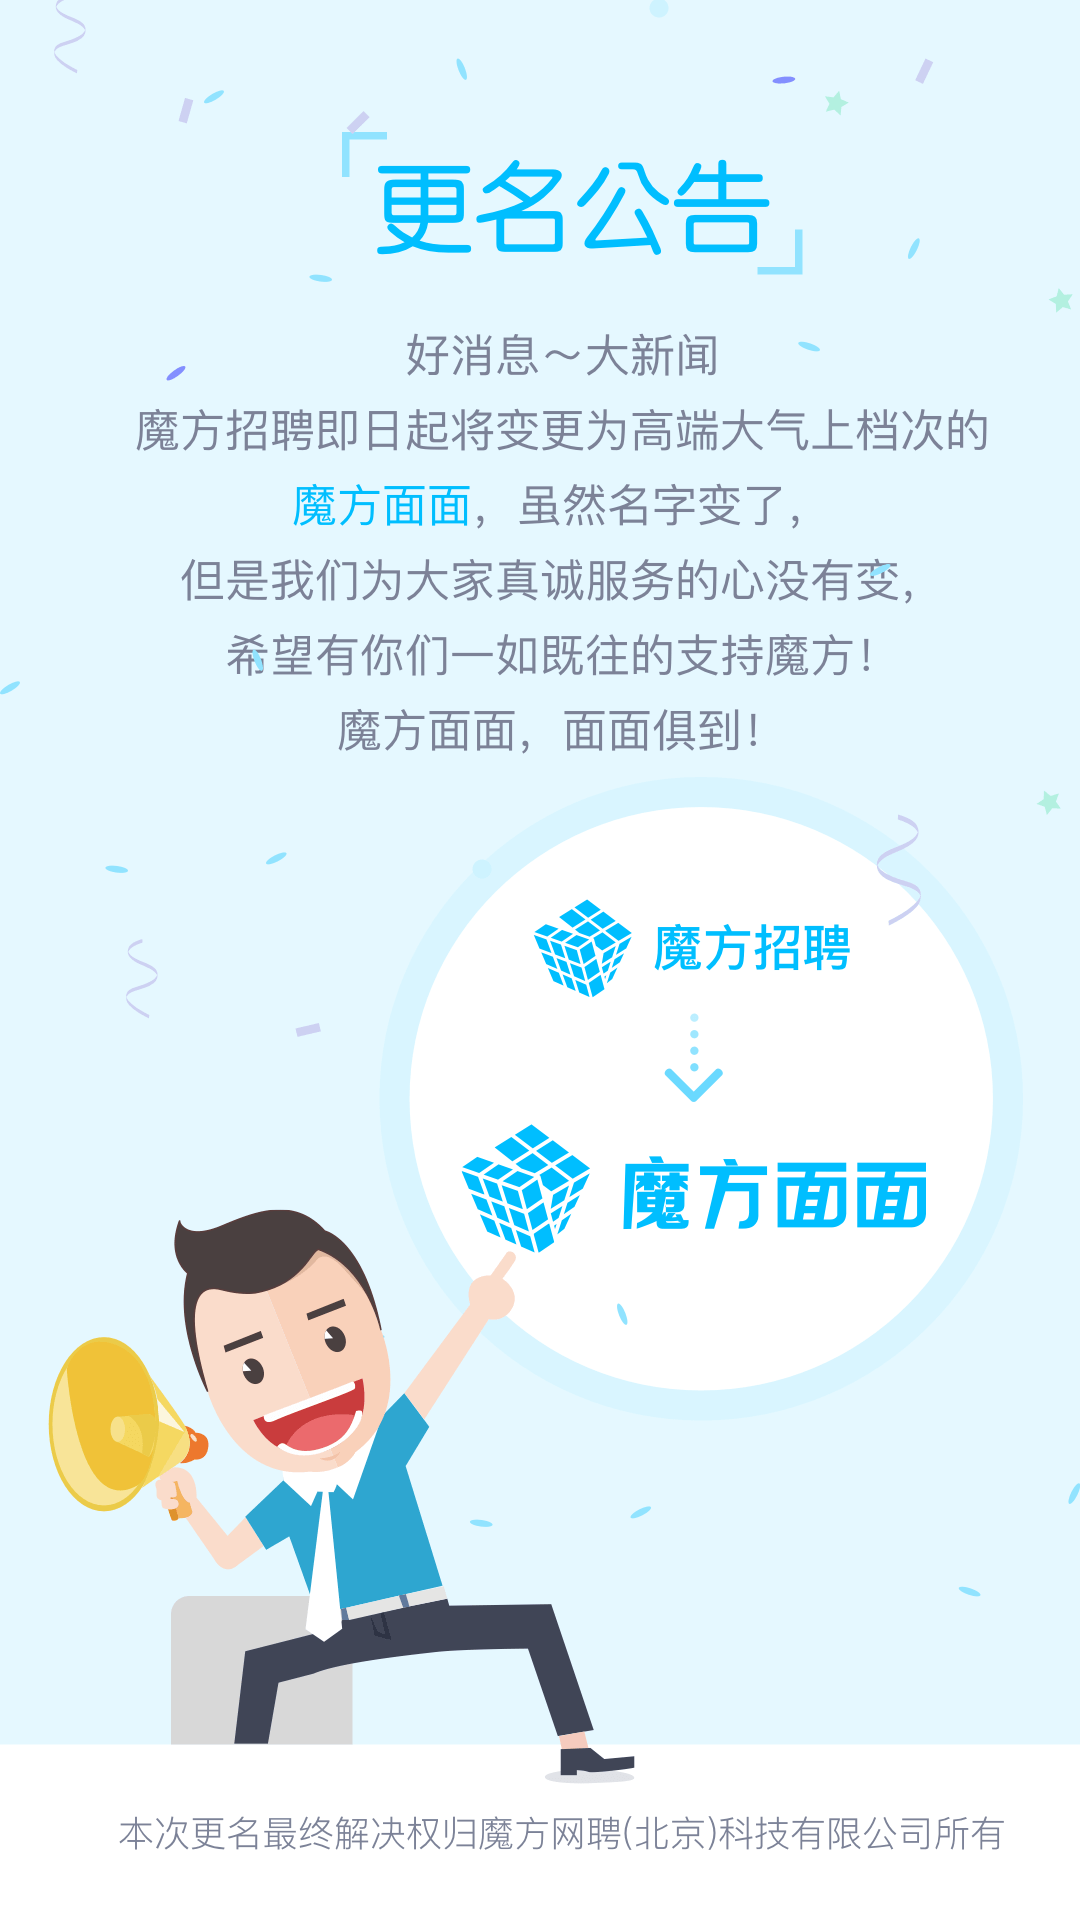 更名公告
好消息～大新闻
魔方招聘即日起将变更为高端大气上档次的
魔方面面，虽然名字变了，
但是我们为大家真诚服务的心没有变，
希望有你们一如既往的支持魔方！
魔方面面，面面俱到！
魔方招聘
魔方面面
本次更名最终解决权归魔方网聘(北京)科技有限公司所有